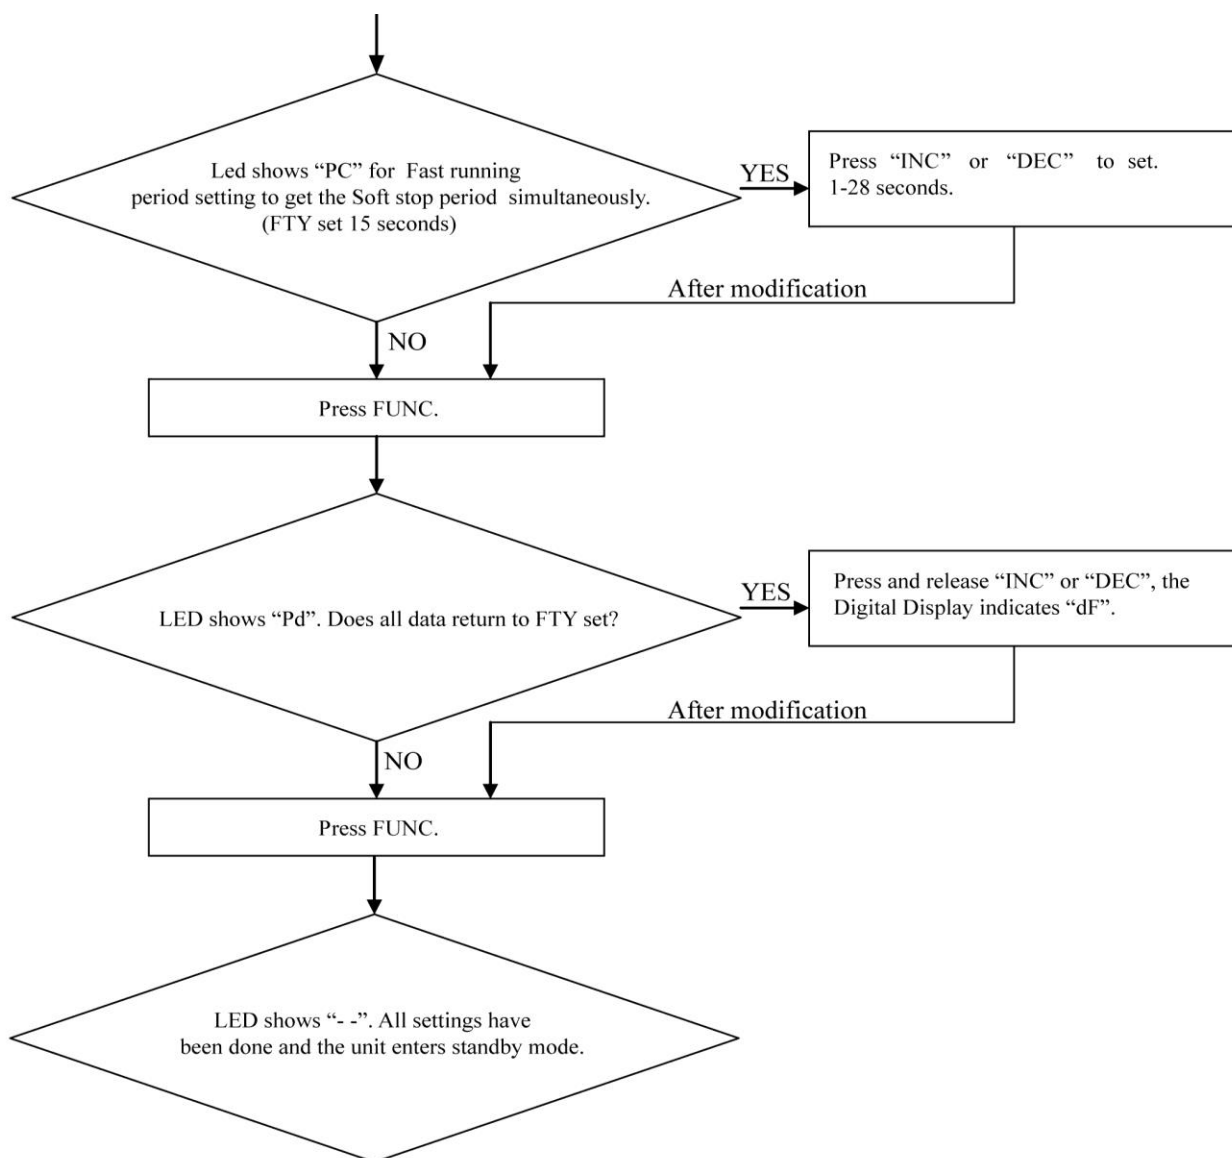 Led shows “PC” for Fast running
period setting to get the Soft stop period simultaneously.
(FTY set 15 seconds)
YES
Press “INC” or “DEC” to set.
1-28 seconds.
After modification
NO
Press FUNC.
LED shows “Pd”. Does all data return to FTY set?
YES
Press and release “INC” or “DEC”, the
Digital Display indicates “dF”.
After modification
NO
Press FUNC.
LED shows “- -”. All settings have
been done and the unit enters standby mode.